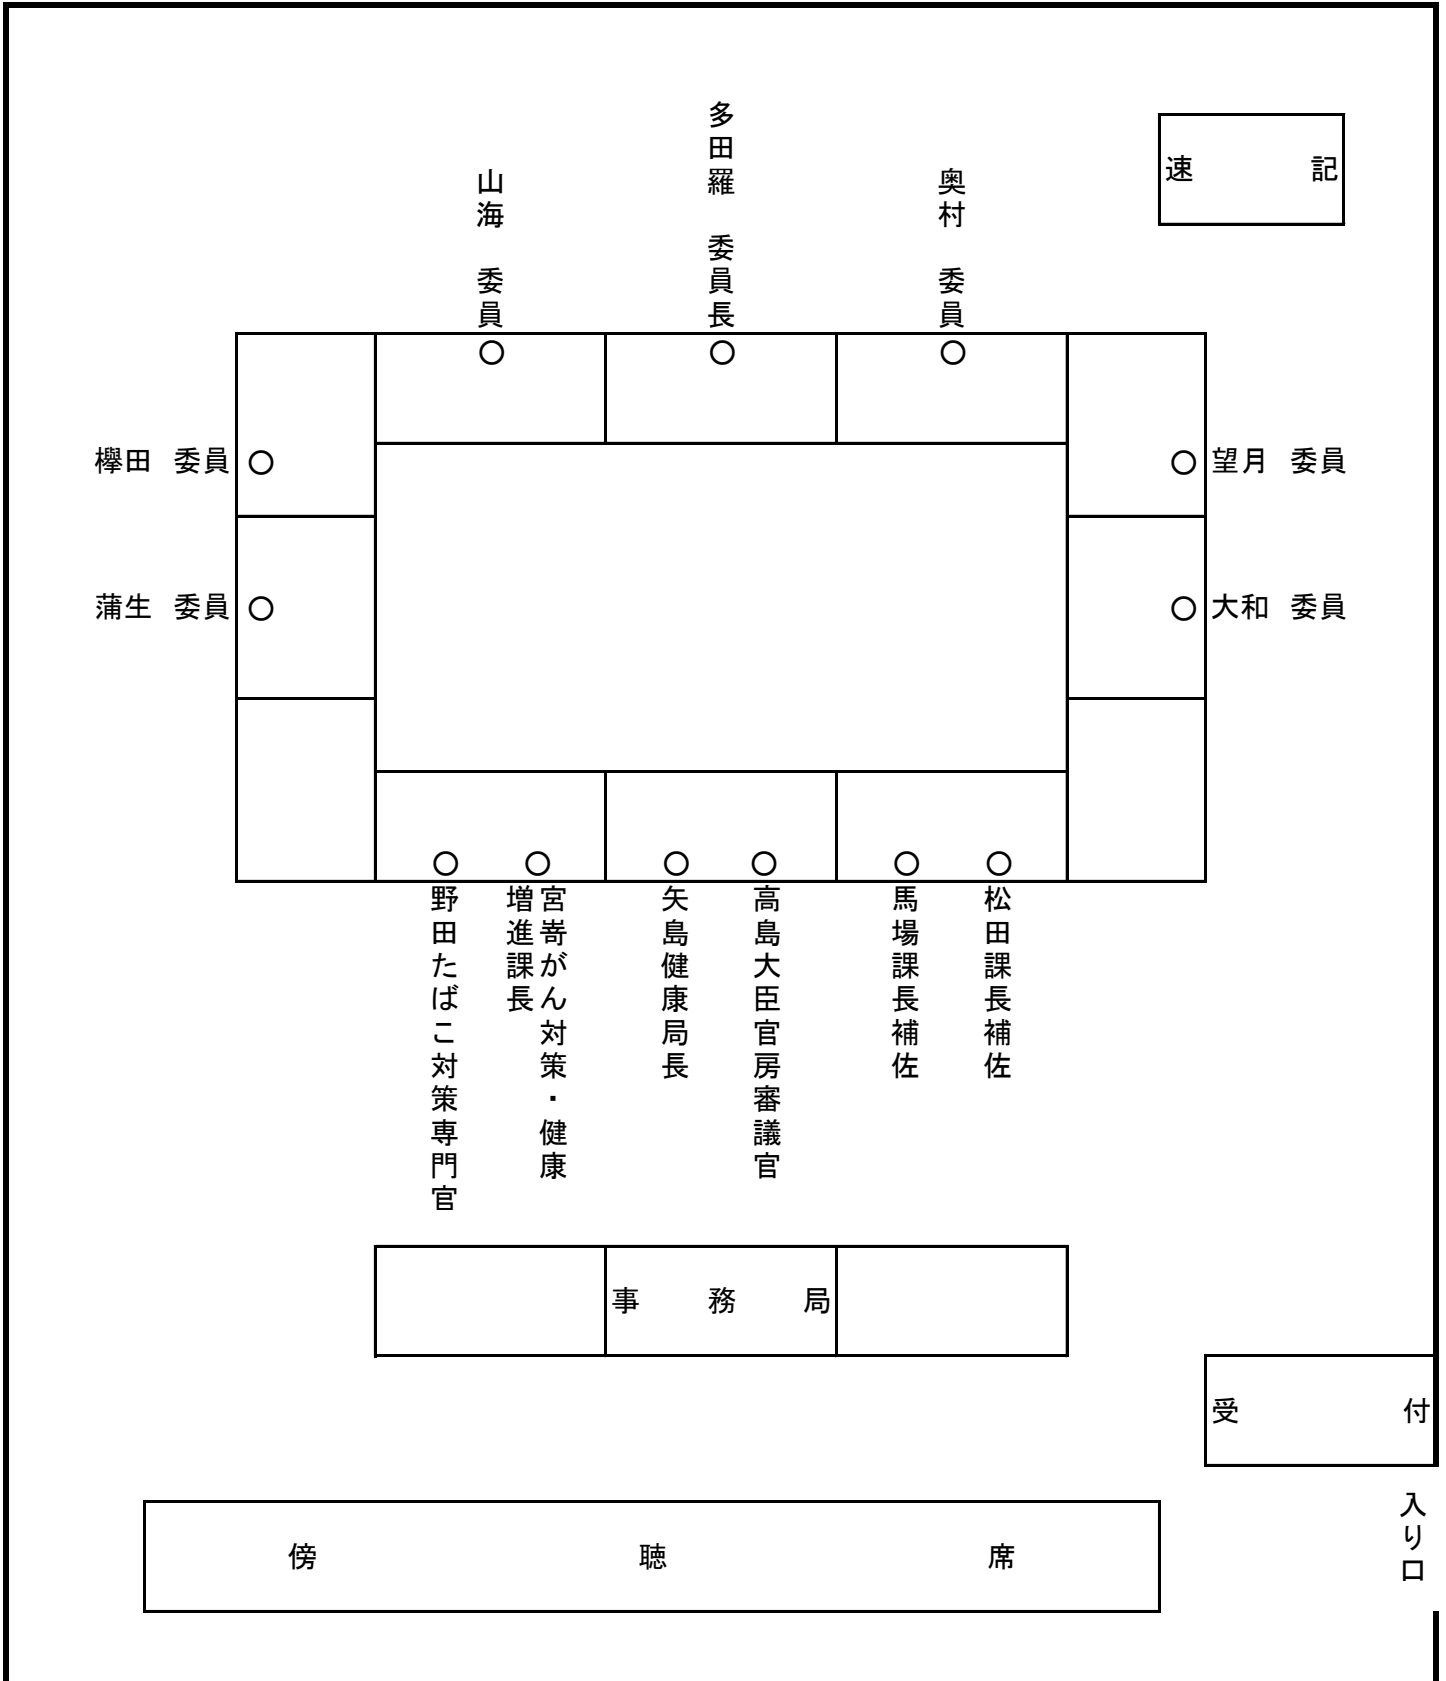 速 記
多田羅 委員長
山海 委員
奥村 委員
欅田 委員
望月 委員
蒲生 委員
大和 委員
野田たばこ対策専門官
宮嵜がん対策・健康
増進課長
矢島健康局長
高島大臣官房審議官
馬場課長補佐
松田課長補佐
事 務 局
受 付
入り口
傍 聴 席